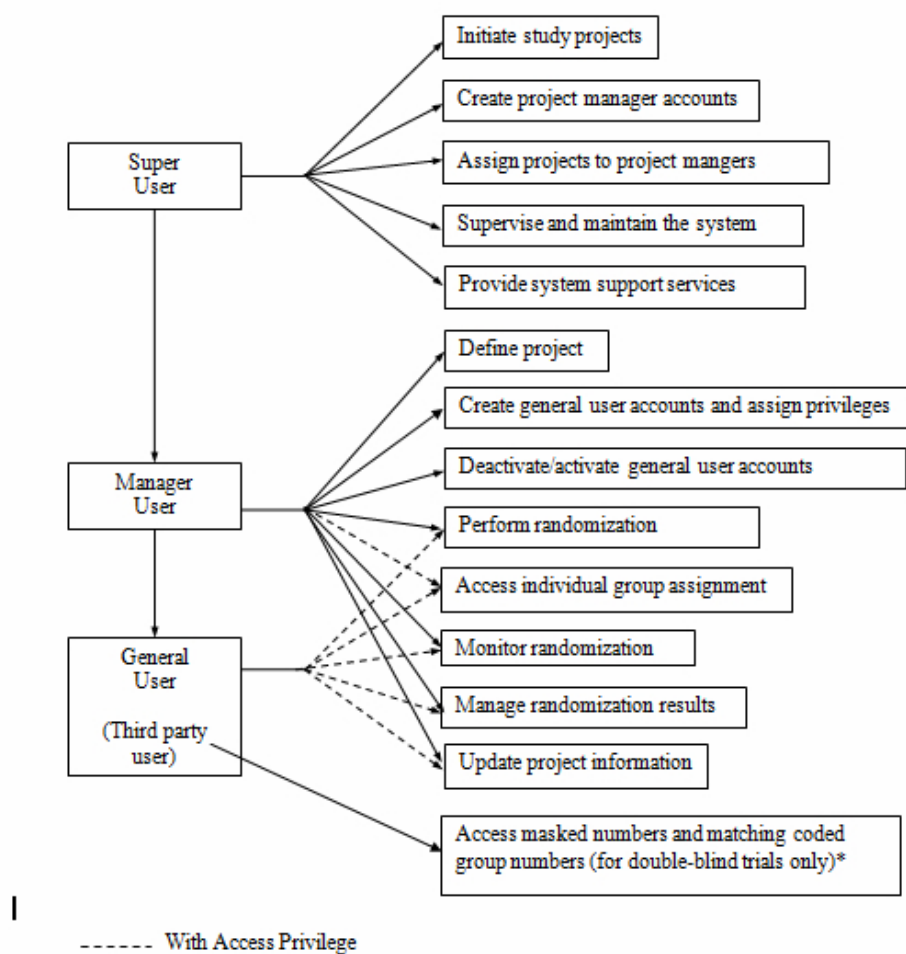 Initiate study projects
Create project manager accounts
Super
User
Assign projects to project mangers
Supervise and maintain the system
Provide system support services
Define project
Create general user accounts and assign privileges
Manager
User
Deactivate/activate general user accounts
Perform randomization
Access individual group assignment
General
User
(Third party
user)
Monitor randomization
Manage randomization results
Update project information
Access masked numbers and matching coded
group numbers (for double-blind trials only)*
------ With Access Privilege